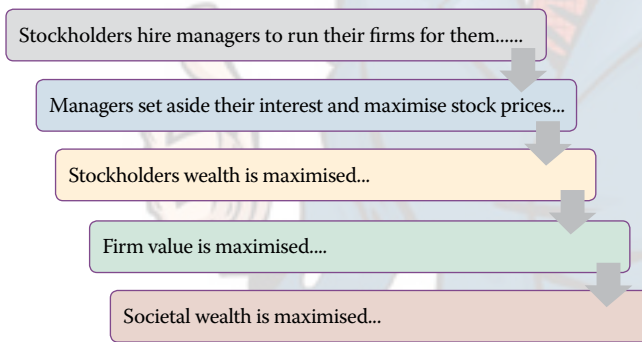 Stockholders hire managers to run their firms for them......
Managers set aside their interest and maximise stock prices...
Stockholders wealth is maximised...
Firm value is maximised....
Societal wealth is maximised...